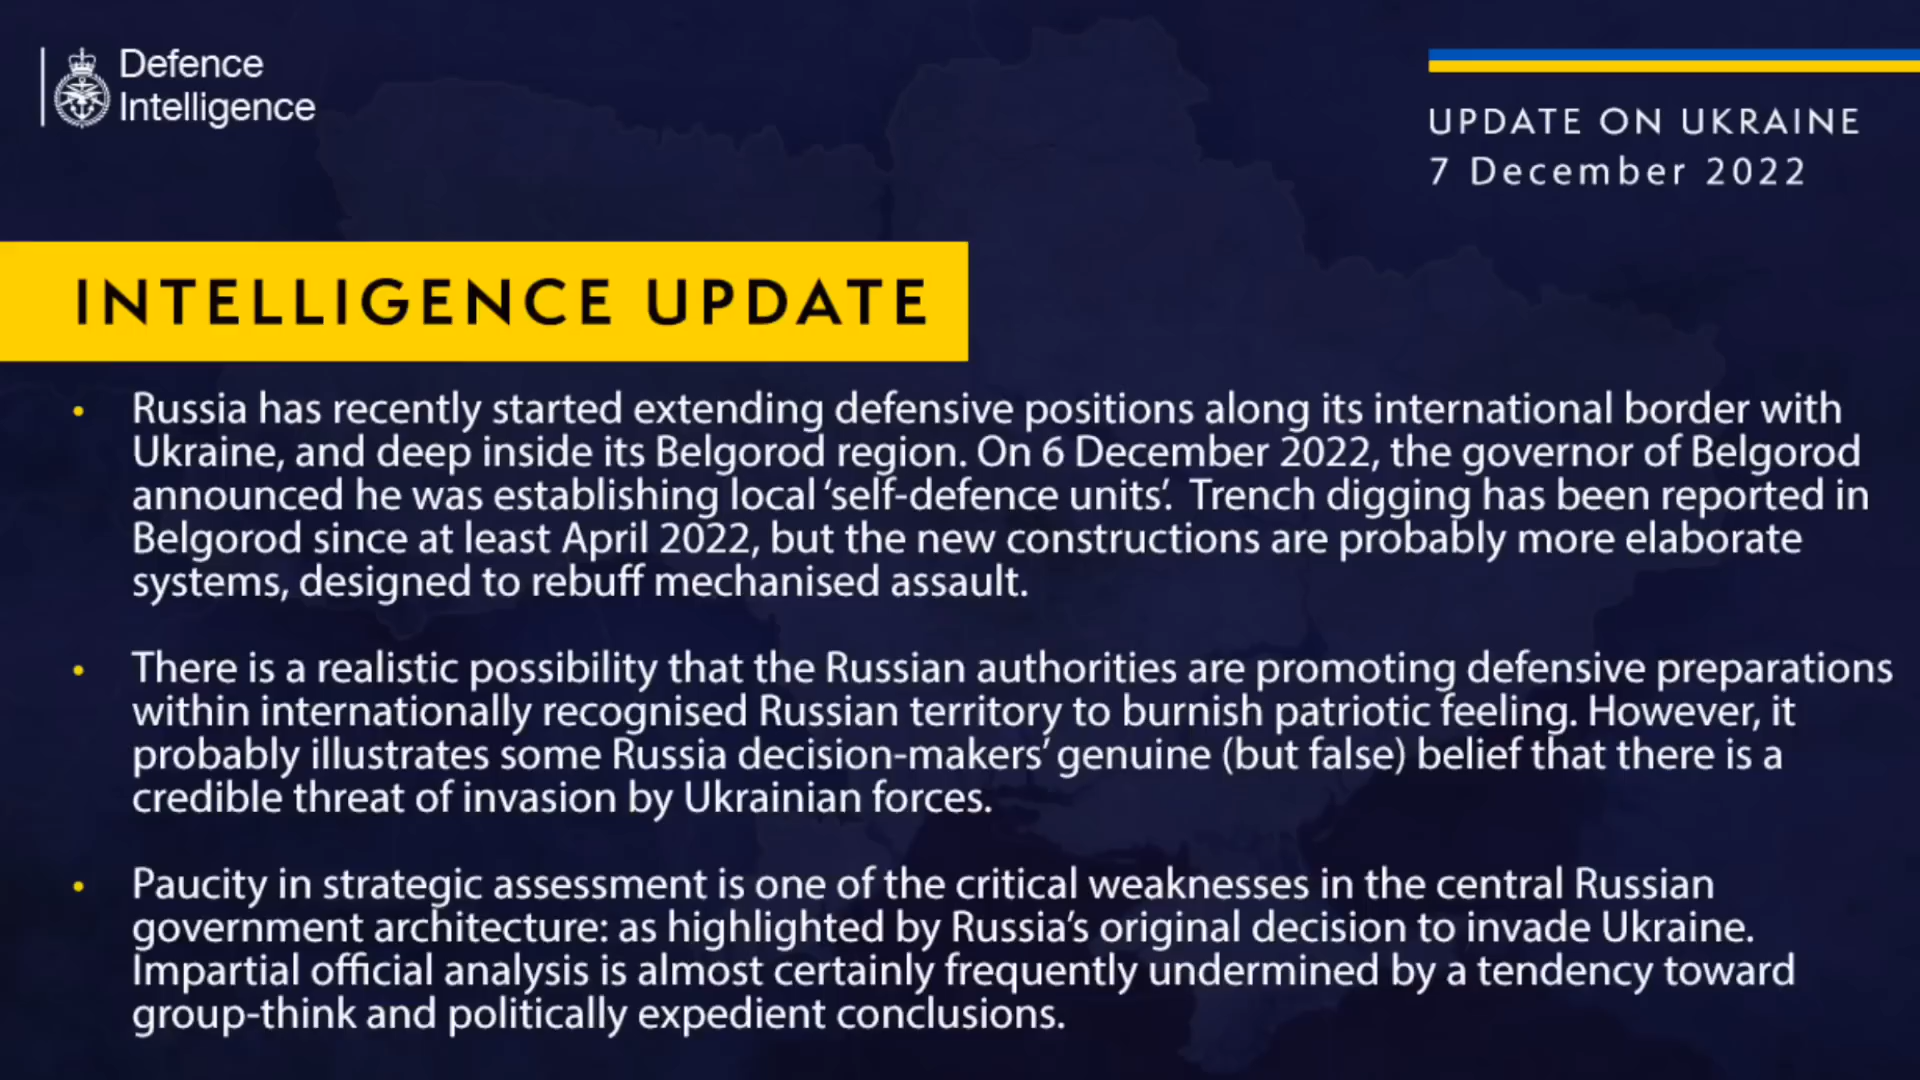 Defence
Intelligence
UPDATE ON UKRAINE
7 December 2022
INTELLIGENCE UPDATE
• Russia has recently started extending defensive positions along its international border with
Ukraine, and deep inside its Belgorod region. On 6 December 2022, the governor of Belgorod
announced he was establishing local ‘self-defence units’. Trench digging has been reported in
Belgorod since at least April 2022, but the new constructions are probably more elaborate
systems, designed to rebuff mechanised assault.
• There is a realistic possibility that the Russian authorities are promoting defensive preparations
within internationally recognised Russian territory to burnish patriotic feeling. However, it
probably illustrates some Russia decision-makers’ genuine (but false) belief that there is a
credible threat of invasion by Ukrainian forces.
• Paucity in strategic assessment is one of the critical weaknesses in the central Russian
government architecture: as highlighted by Russia’s original decision to invade Ukraine.
Impartial official analysis is almost certainly frequently undermined by a tendency toward
group-think and politically expedient conclusions.